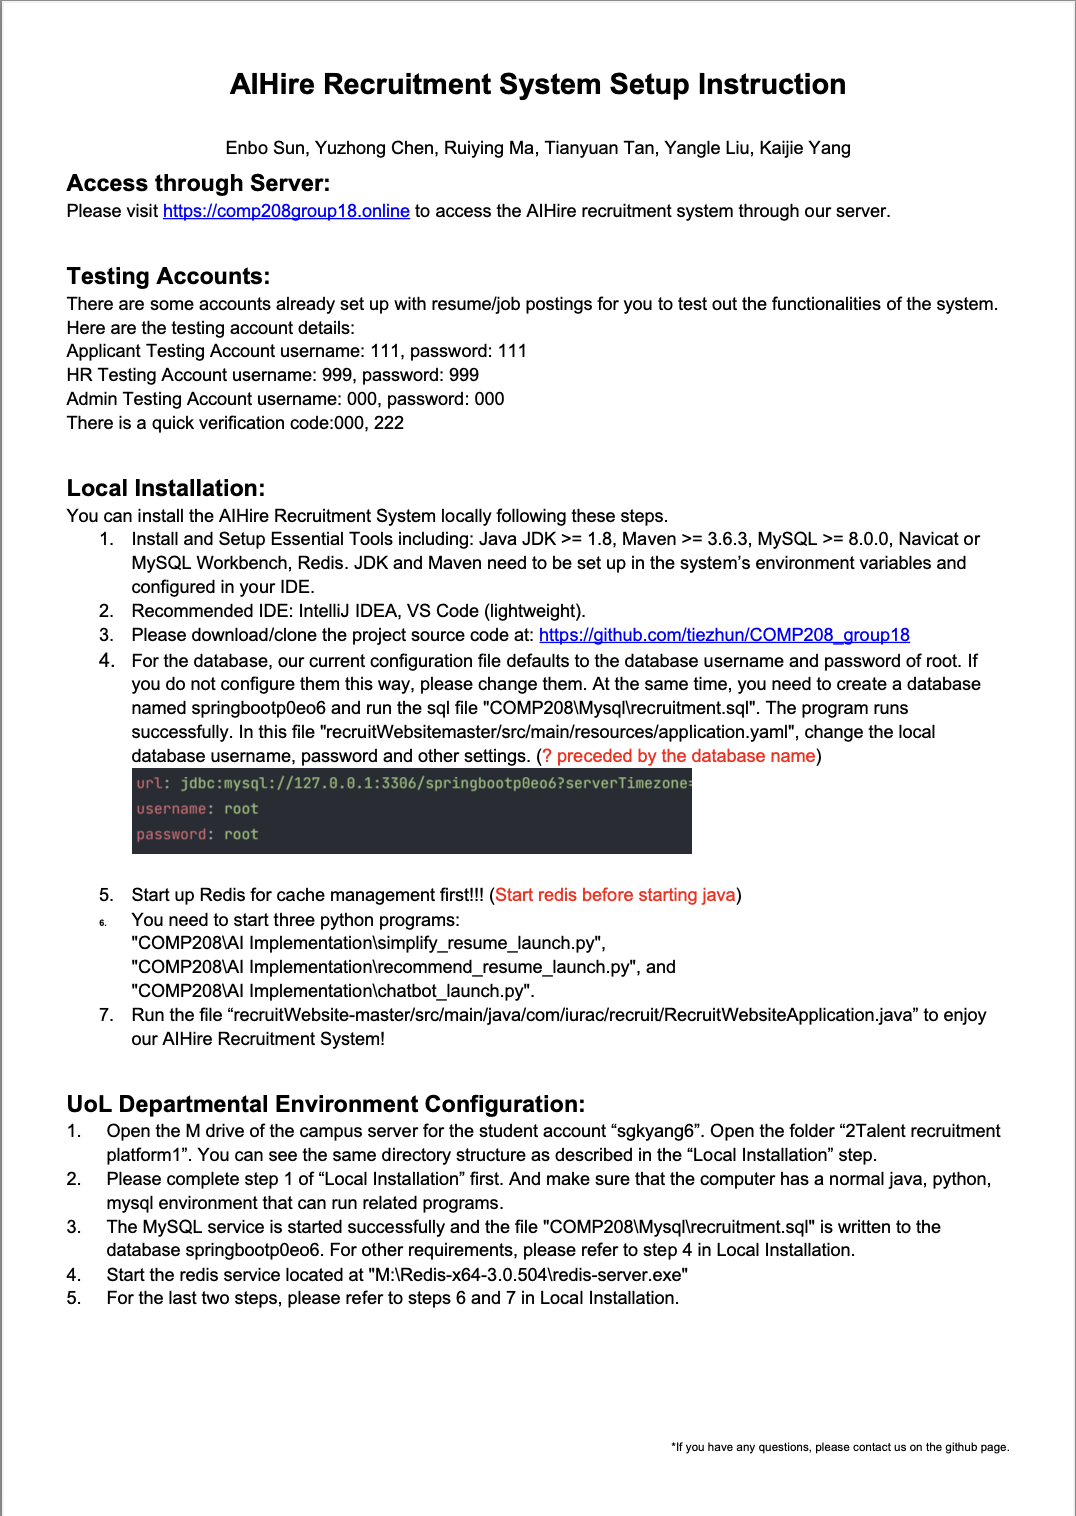 AIHire Recruitment System Setup Instruction
Enbo Sun, Yuzhong Chen, Ruiying Ma, Tianyuan Tan, Yangle Liu, Kaijie Yang
Access through Server:
Please visit https://comp208group18.online to access the AIHire recruitment system through our server.
Testing Accounts:
There are some accounts already set up with resume/job postings for you to test out the functionalities of the system.
Here are the testing account details:
Applicant Testing Account username: 111, password: 111
HR Testing Account username: 999, password: 999
Admin Testing Account username: 000, password: 000
There is a quick verification code:000, 222
Local Installation:
You can install the AIHire Recruitment System locally following these steps.
1. Install and Setup Essential Tools including: Java JDK >= 1.8, Maven >= 3.6.3, MySQL >= 8.0.0, Navicat or
MySQL Workbench, Redis. JDK and Maven need to be set up in the system’s environment variables and
configured in your IDE.
2. Recommended IDE: IntelliJ IDEA, VS Code (lightweight).
3. Please download/clone the project source code at: https://github.com/tiezhun/COMP208_group18
4. For the database, our current configuration file defaults to the database username and password of root. If
you do not configure them this way, please change them. At the same time, you need to create a database
named springbootp0eo6 and run the sql file "COMP208\Mysql\recruitment.sql". The program runs
successfully. In this file "recruitWebsitemaster/src/main/resources/application.yaml", change the local
database username, password and other settings. (? preceded by the database name)
url: jdbc:mysql://127.0.0.1:3306/springbootp0eo6?serverTimezone=
username: root
password: root
5. Start up Redis for cache management first!!! (Start redis before starting java)
6. You need to start three python programs:
"COMP208\AI Implementation\simplify_resume_launch.py",
"COMP208\AI Implementation\recommend_resume_launch.py", and
"COMP208\AI Implementation\chatbot_launch.py".
7. Run the file “recruitWebsite-master/src/main/java/com/iurac/recruit/RecruitWebsiteApplication.java” to enjoy
our AIHire Recruitment System!
UoL Departmental Environment Configuration:
1. Open the M drive of the campus server for the student account “sgkyang6”. Open the folder “2Talent recruitment
platform1”. You can see the same directory structure as described in the “Local Installation” step.
2. Please complete step 1 of “Local Installation” first. And make sure that the computer has a normal java, python,
mysql environment that can run related programs.
3. The MySQL service is started successfully and the file "COMP208\Mysql\recruitment.sql" is written to the
database springbootp0eo6. For other requirements, please refer to step 4 in Local Installation.
4. Start the redis service located at "M:\Redis-x64-3.0.504\redis-server.exe"
5. For the last two steps, please refer to steps 6 and 7 in Local Installation.
*If you have any questions, please contact us on the github page.